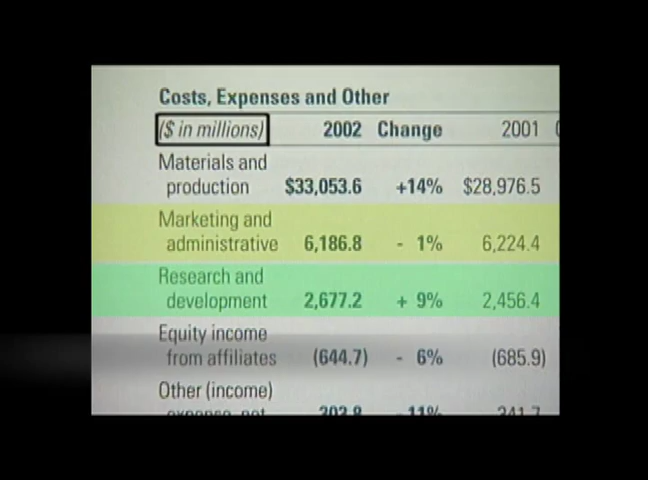 Costs, Expenses and Other
($ in millions) 2002 Change 2001
Materials and
production $33,053.6 +14% $28,976.5
Marketing and
administrative 6,186.8 - 1% 6,224.4
Research and
development 2,677.2 + 9% 2,456.4
Equity income
from affiliates (644.7) - 6% (685.9)
Other (income)